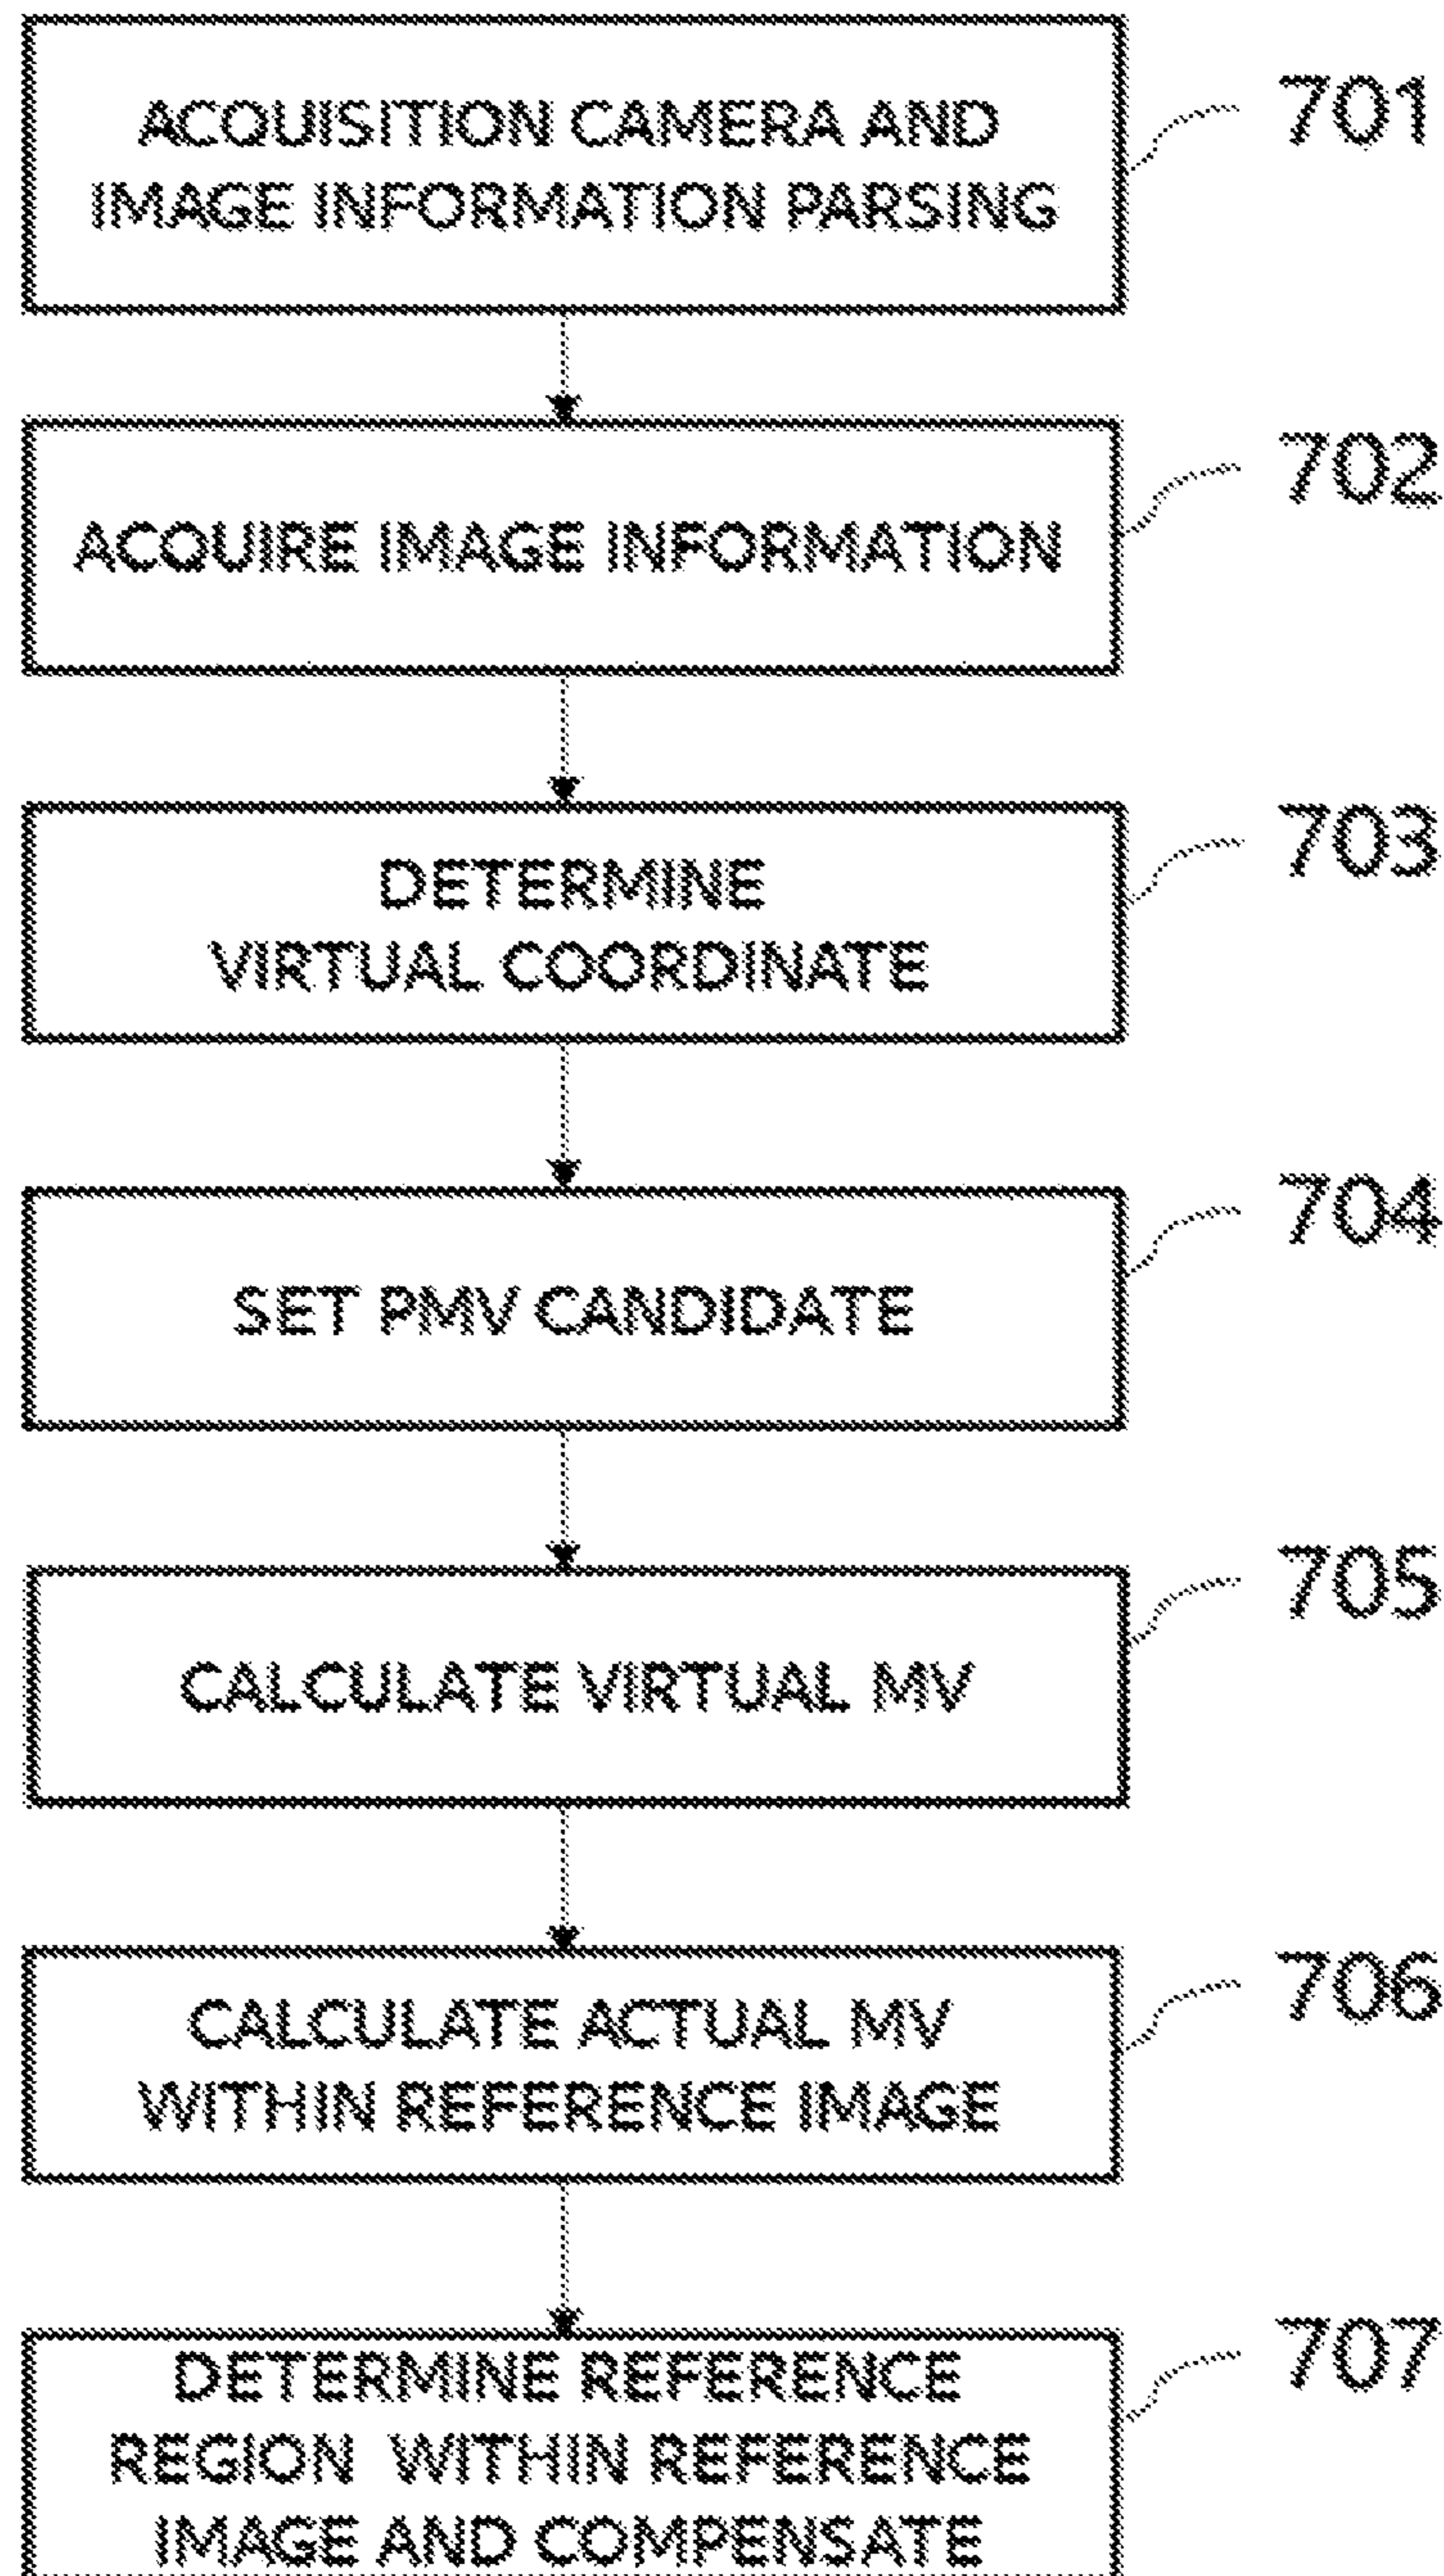 ACQUISITION CAMERA AND
IMAGE INFORMATION PARSING
701
ACQUIRE IMAGE INFORMATION
702
DETERMINE
VIRTUAL COORDINATE
703
SET PMV CANDIDATE
704
CALCULATE VIRTUAL MV
705
CALCULATE ACTUAL MV
WITHIN REFERENCE IMAGE
706
DETERMINE REFERENCE
REGION WITHIN REFERENCE
IMAGE AND COMPENSATE
707